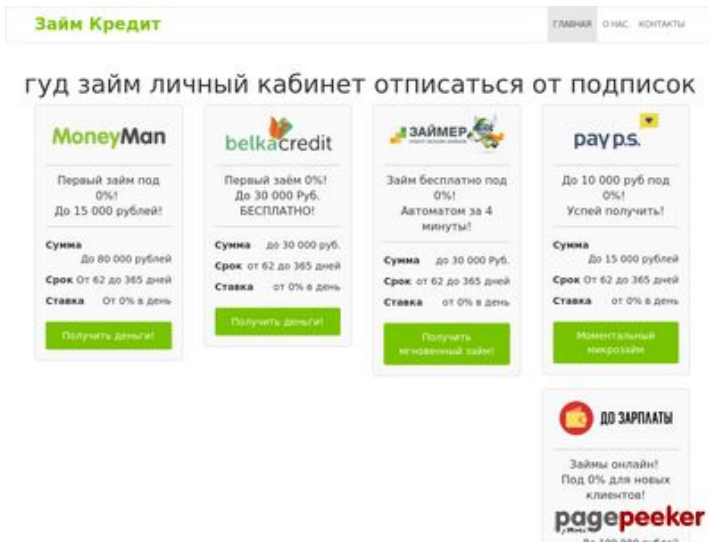 Займ Кредит
ГЛАВНАЯ О НАС КОНТАКТЫ
гуд займ личный кабинет отписаться от подписок
MoneyMan
Первый займ под
0%!
До 15 000 рублей!
Сумма
До 80 000 рублей
Срок От 62 до 365 дней
Ставка От 0% в день
Получить деньги!
belkacredit
Первый заём 0%!
До 30 000 Руб.
БЕСПЛАТНО!
Сумма до 30 000 руб.
Срок от 62 до 365 дней
Ставка от 0% в день
Получить деньги!
ЗАЙМЕР
Займ бесплатно под
0%!
Автоматом за 4
минуты!
Сумма до 30 000 Руб.
Срок от 62 до 365 дней
Ставка от 0% в день
Получить
мгновенный займ!
pay p.s.
До 10 000 руб под
0%!
Успей получить!
Сумма
До 15 000 рублей
Срок От 62 до 365 дней
Ставка От 0% в день
Моментальный
микрозайм
ДО ЗАРПЛАТЫ
Займы онлайн!
Под 0% для новых
клиентов!
pagepeeker
До 100 000 рублей